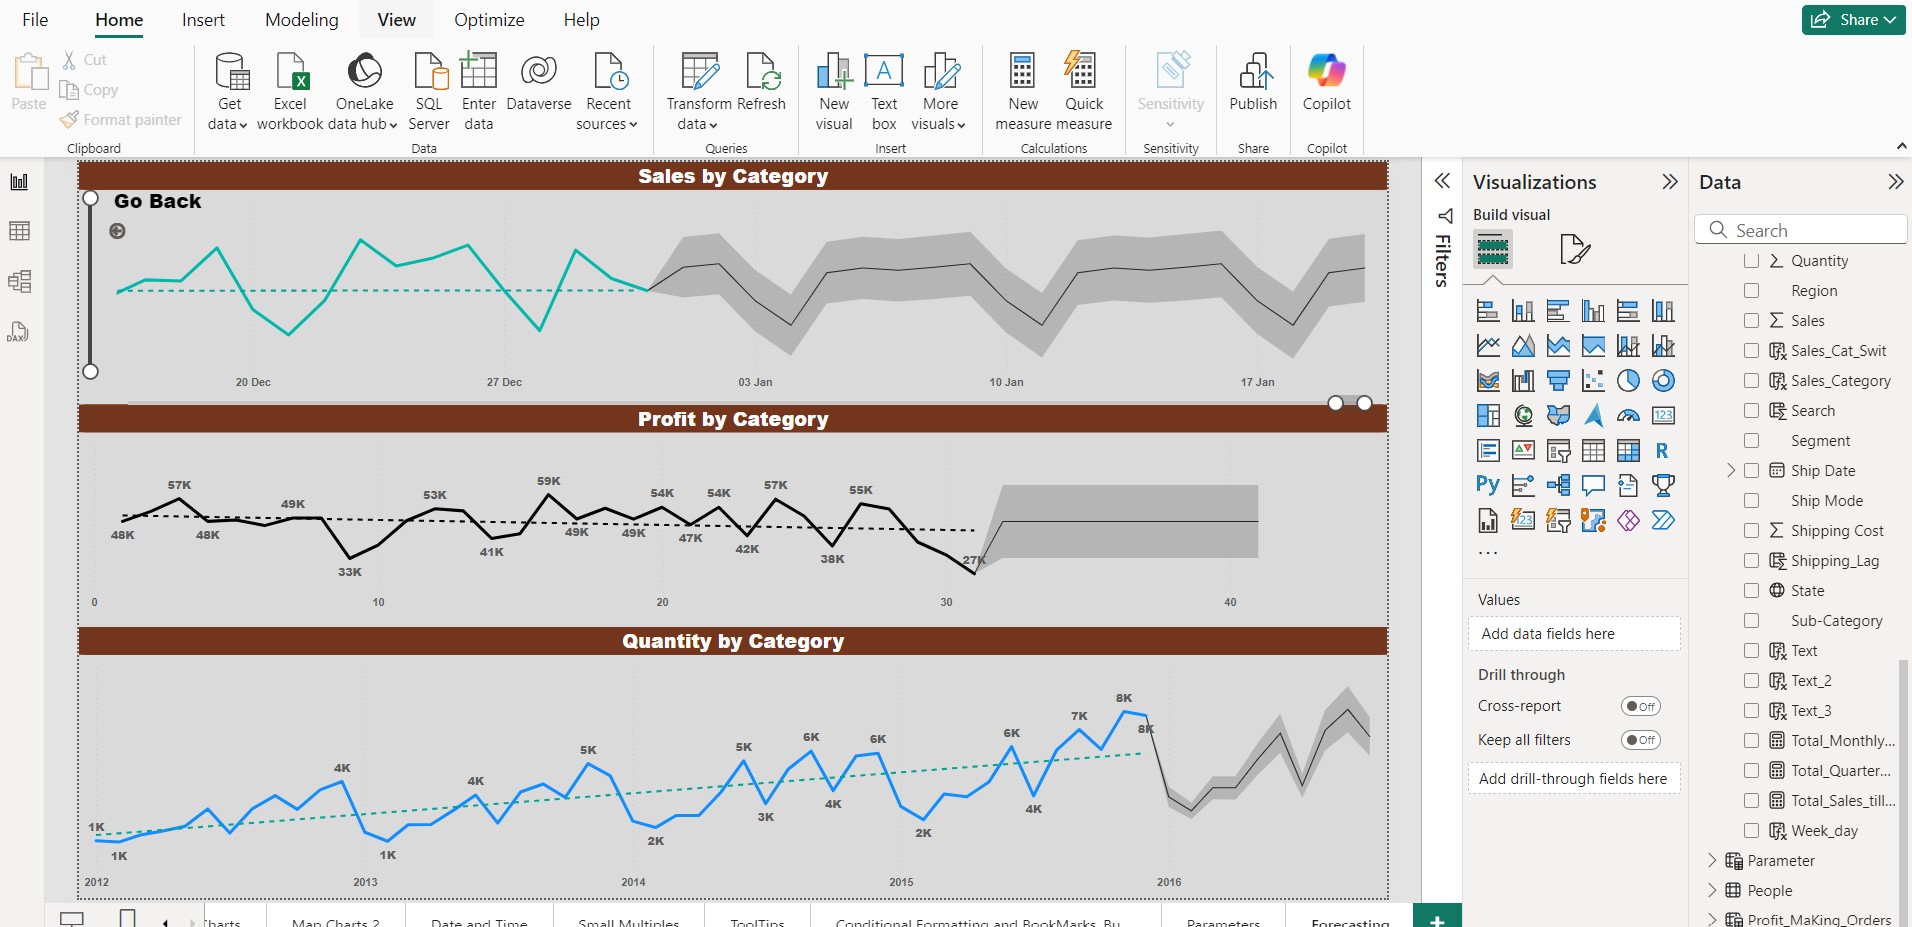 File Home Insert Modeling View Optimize Help Share
Paste
Cut
Copy
Format painter
Clipboard
Get data
Excel workbook
OneLake data hub
SQL Server
Enter data
Dataverse
Recent sources
Data
Transform data
Refresh
Queries
New visual
Text box
More visuals
Insert
New measure
Quick measure
Calculations
Sensitivity
Sensitivity
Publish
Share
Copilot
Copilot
DAX
Sales by Category
Go Back
20 Dec 27 Dec 03 Jan 10 Jan 17 Jan
Profit by Category
57K 49K 53K 59K 54K 54K 57K 55K
48K 48K 33K 41K 49K 49K 47K 42K 38K 27K
0 10 20 30 40
Quantity by Category
1K 4K 4K 5K 5K 6K 6K 6K 7K 8K
1K 1K 2K 3K 4K 2K 4K 8K
2012 2013 2014 2015 2016
Charts Map Charts 2 Date and Time Small Multiples ToolTips Conditional Formatting and BookMarks, Bu Parameters Forecasting +
Filters
Visualizations
Build visual
123
R
Py
123
...
Values
Add data fields here
Drill through
Cross-report Off
Keep all filters Off
Add drill-through fields here
Data
Search
Quantity
Region
Sales
Sales_Cat_Swit
Sales_Category
Search
Segment
Ship Date
Ship Mode
Shipping Cost
Shipping_Lag
State
Sub-Category
Text
Text_2
Text_3
Total_Monthly...
Total_Quarter...
Total_Sales_till...
Week_day
Parameter
People
Profit_MaKing_Orders